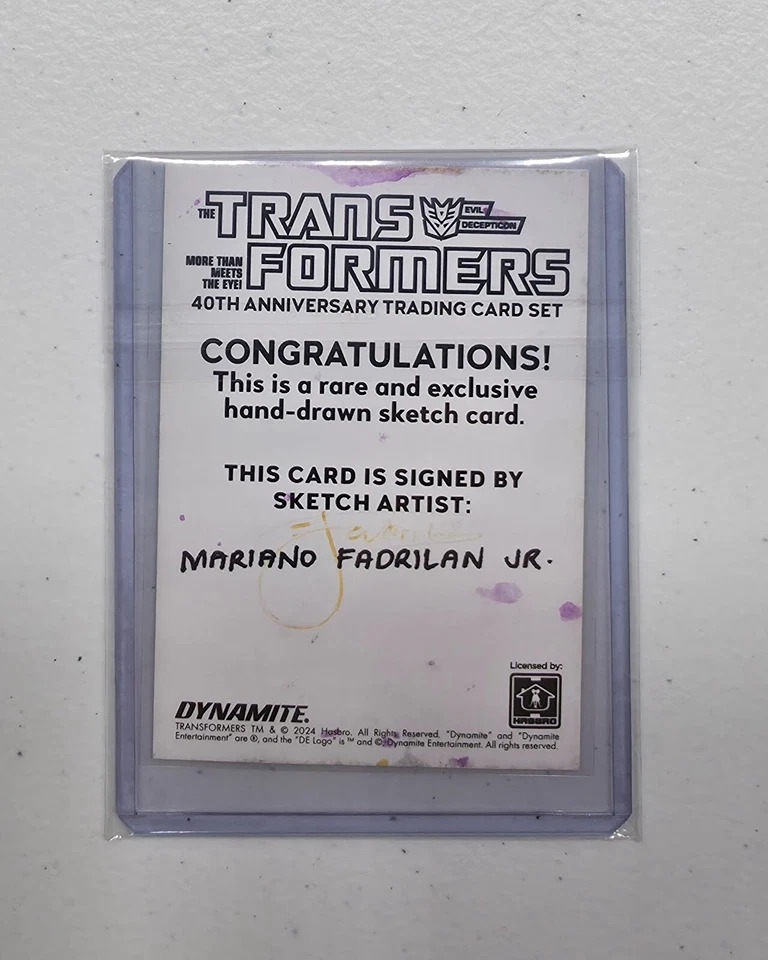 THE TRANS EVIL DECEPTICON
MORE THAN MEETS THE EYE! FORMERS
40TH ANNIVERSARY TRADING CARD SET
CONGRATULATIONS!
This is a rare and exclusive
hand-drawn sketch card.
THIS CARD IS SIGNED BY
SKETCH ARTIST:
MARIANO FADRILAN JR.
Licensed by:
HASBRO
DYNAMITE.
TRANSFORMERS TM & © 2024 Hasbro. All Rights Reserved. "Dynamite" and "Dynamite
Entertainment" are ®, and the "DE Logo" is ™ and © Dynamite Entertainment. All rights reserved.